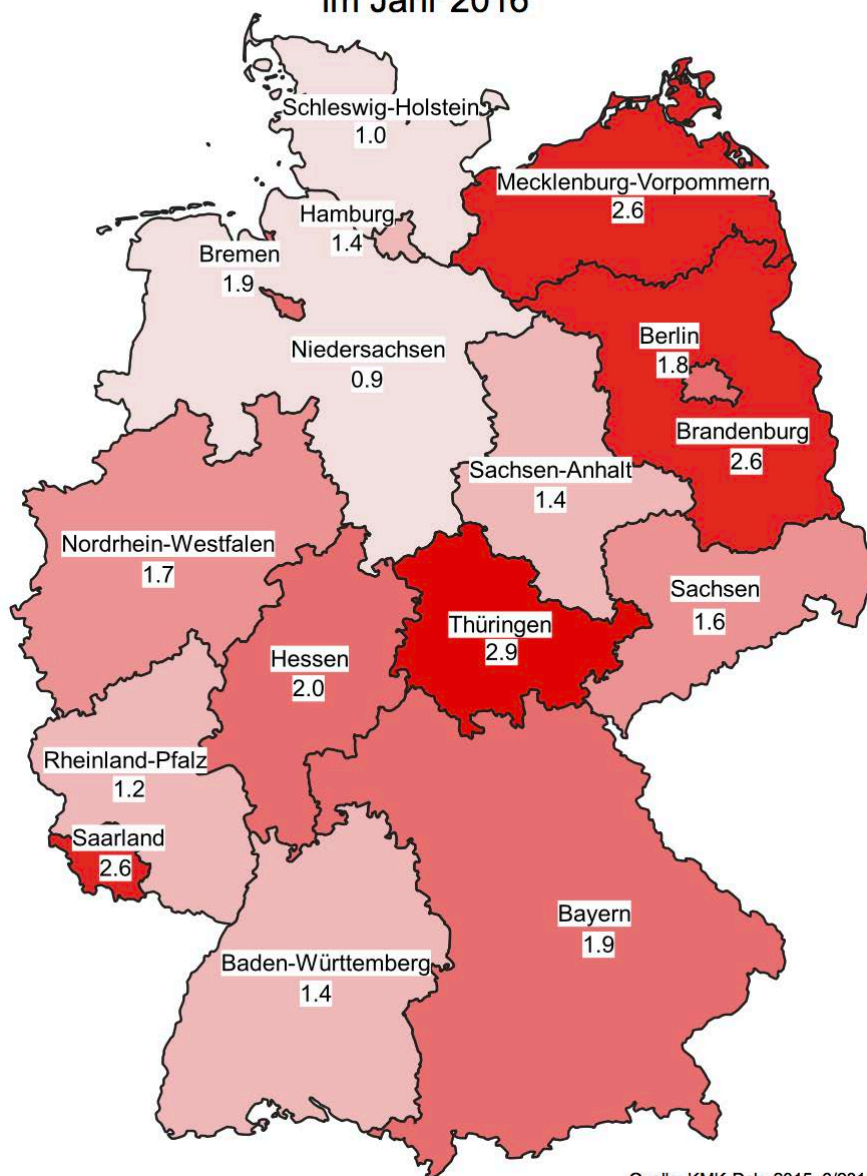 im Jahr 2016
Schleswig-Holstein
1.0
Mecklenburg-Vorpommern
2.6
Hamburg
1.4
Bremen
1.9
Berlin
1.8
Niedersachsen
0.9
Brandenburg
2.6
Sachsen-Anhalt
1.4
Nordrhein-Westfalen
1.7
Sachsen
1.6
Thüringen
2.9
Hessen
2.0
Rheinland-Pfalz
1.2
Saarland
2.6
Bayern
1.9
Baden-Württemberg
1.4